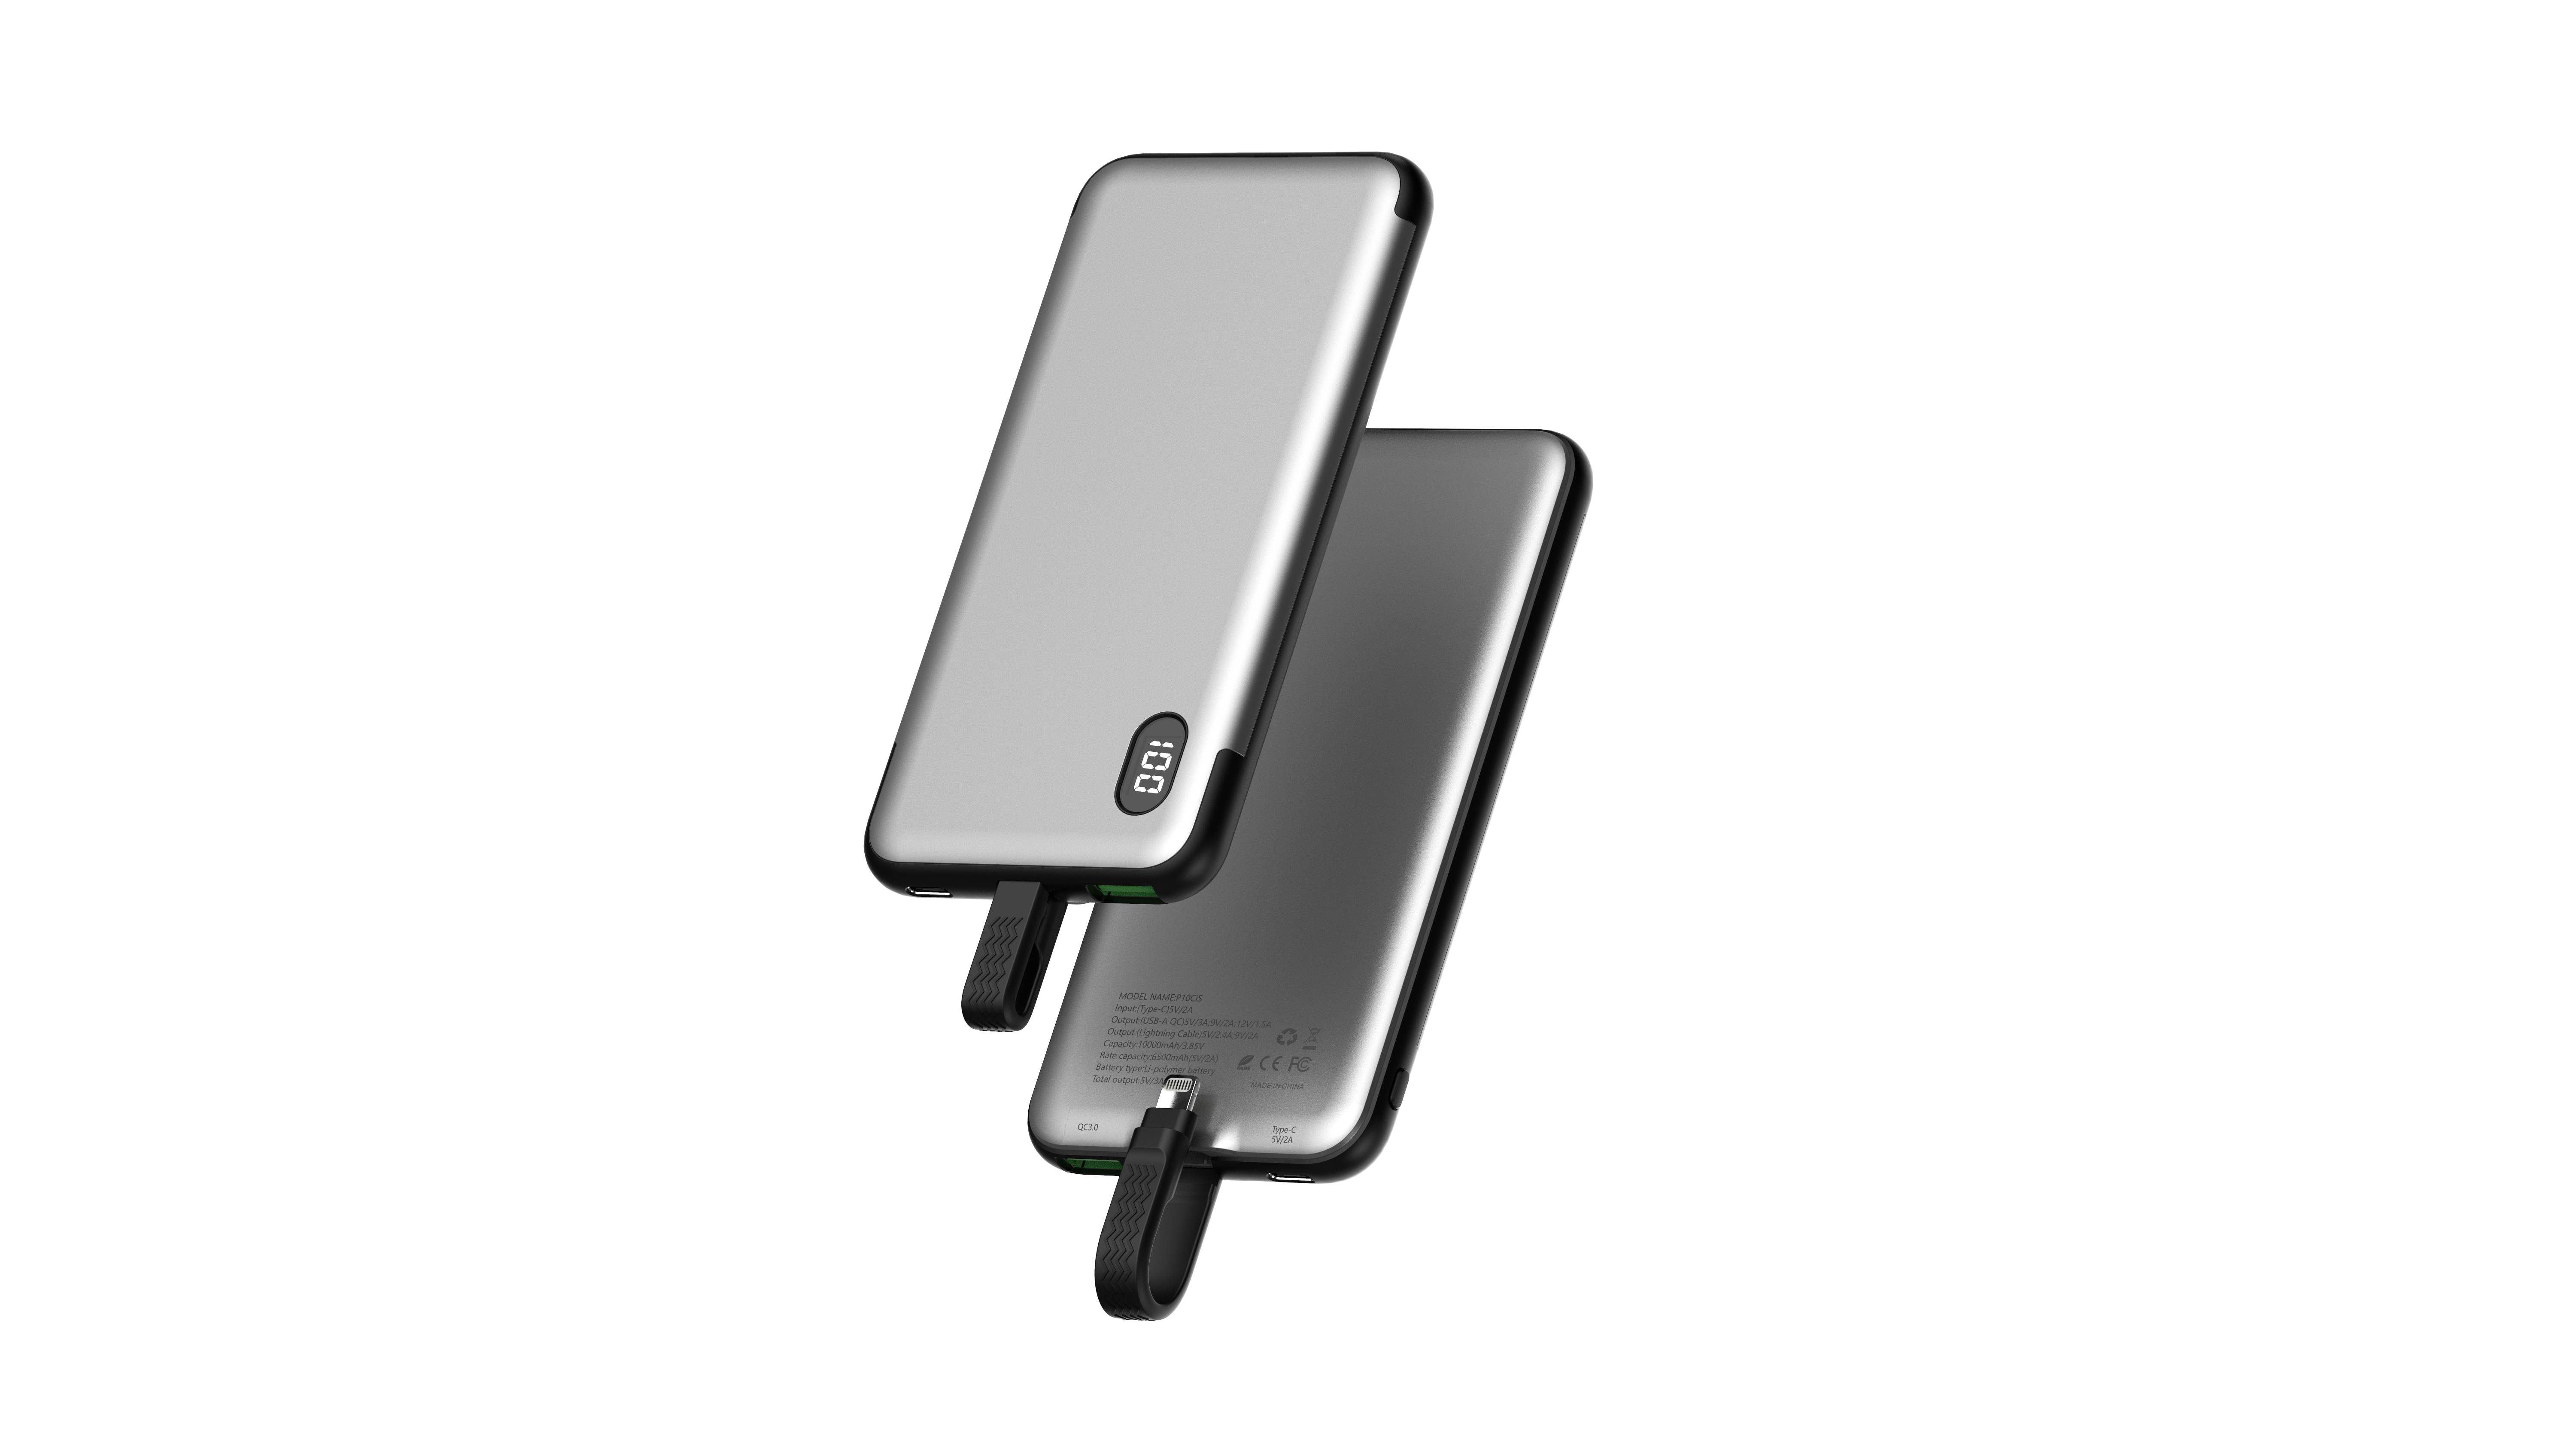 100
MODEL NAME:P10Ci5
Input:(Type-C)5V/2A
Output:(USB-A QC)5V/3A;9V/2A;12V/1.5A
Output:(Lightning Cable)5V/2.4A;9V/2A
Capacity:10000mAh/3.85V
Rate capacity:6500mAh(5V/2A)
Battery type:Li-polymer battery
Total output:5V/3A
CE FC
MADE IN CHINA
QC3.0
Type-C
5V/2A